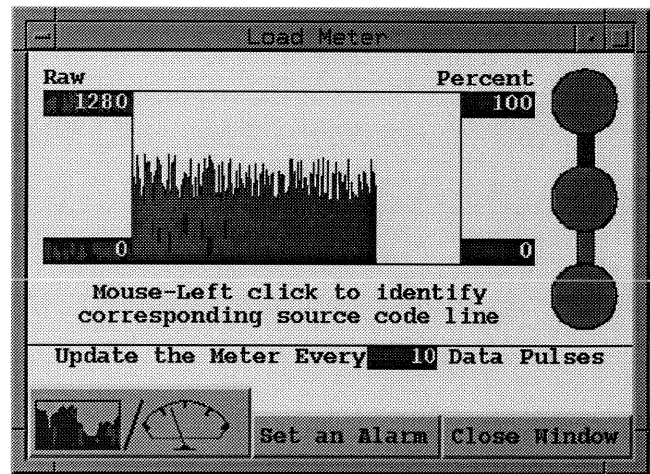 Load Meter
Raw Percent
1280 100
0 0
Mouse-Left click to identify
corresponding source code line
Update the Meter Every 10 Data Pulses
Set an Alarm Close Window